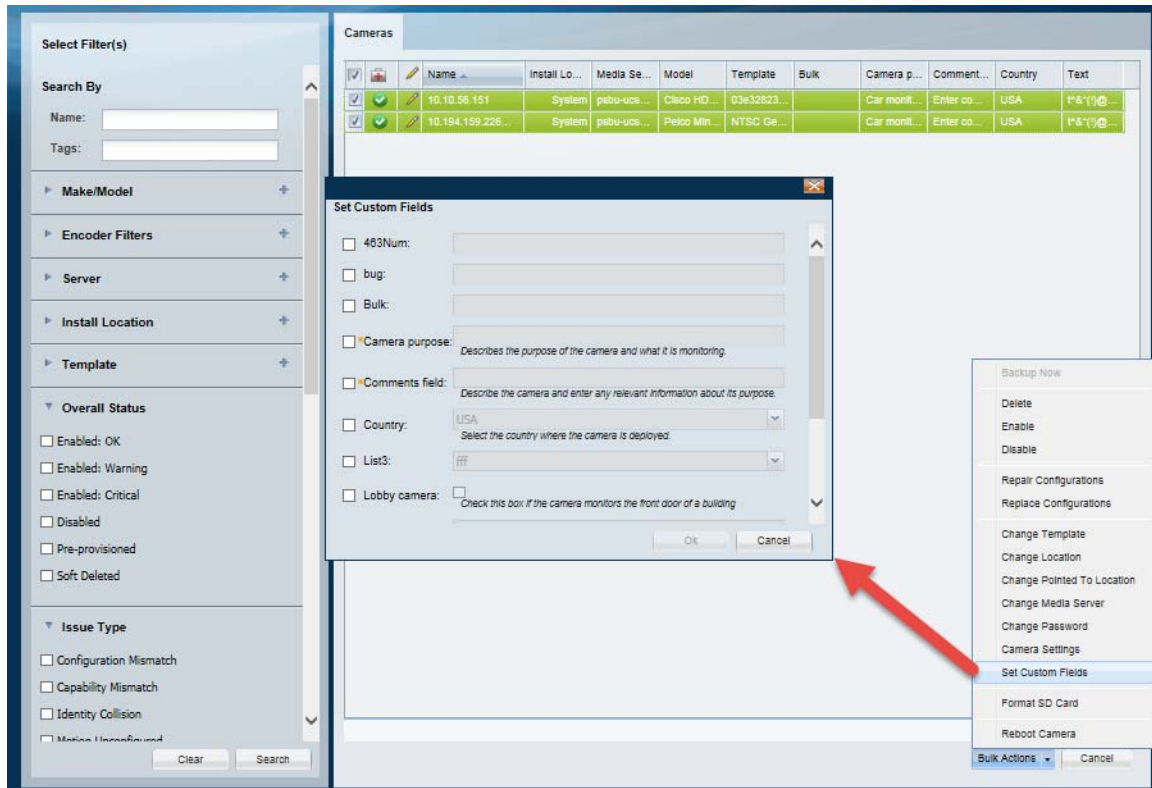 Select Filter(s)
Search By
Name:
Tags:
Make/Model
Encoder Filters
Server
Install Location
Template
Overall Status
Enabled: OK
Enabled: Warning
Enabled: Critical
Disabled
Pre-provisioned
Soft Deleted
Issue Type
Configuration Mismatch
Capability Mismatch
Identity Collision
Motion Unconfigured
Clear Search
Cameras
Name Install Lo... Media Se... Model Template Bulk Camera p... Comment... Country Text
10.10.56.151 System psbu-ucs... Cisco HD... 03e32823... Car monit... Enter co... USA t^&*(!)@...
10.194.159.226... System psbu-ucs... Pelco Min... NTSC Ge... Car monit... Enter co... USA t^&*(!)@...
Set Custom Fields
463Num:
bug:
Bulk:
*Camera purpose:
Describes the purpose of the camera and what it is monitoring.
*Comments field:
Describe the camera and enter any relevant information about its purpose.
Country: USA
Select the country where the camera is deployed.
List3: fff
Lobby camera:
Check this box if the camera monitors the front door of a building
Ok Cancel
Backup Now
Delete
Enable
Disable
Repair Configurations
Replace Configurations
Change Template
Change Location
Change Pointed To Location
Change Media Server
Change Password
Camera Settings
Set Custom Fields
Format SD Card
Reboot Camera
Bulk Actions Cancel